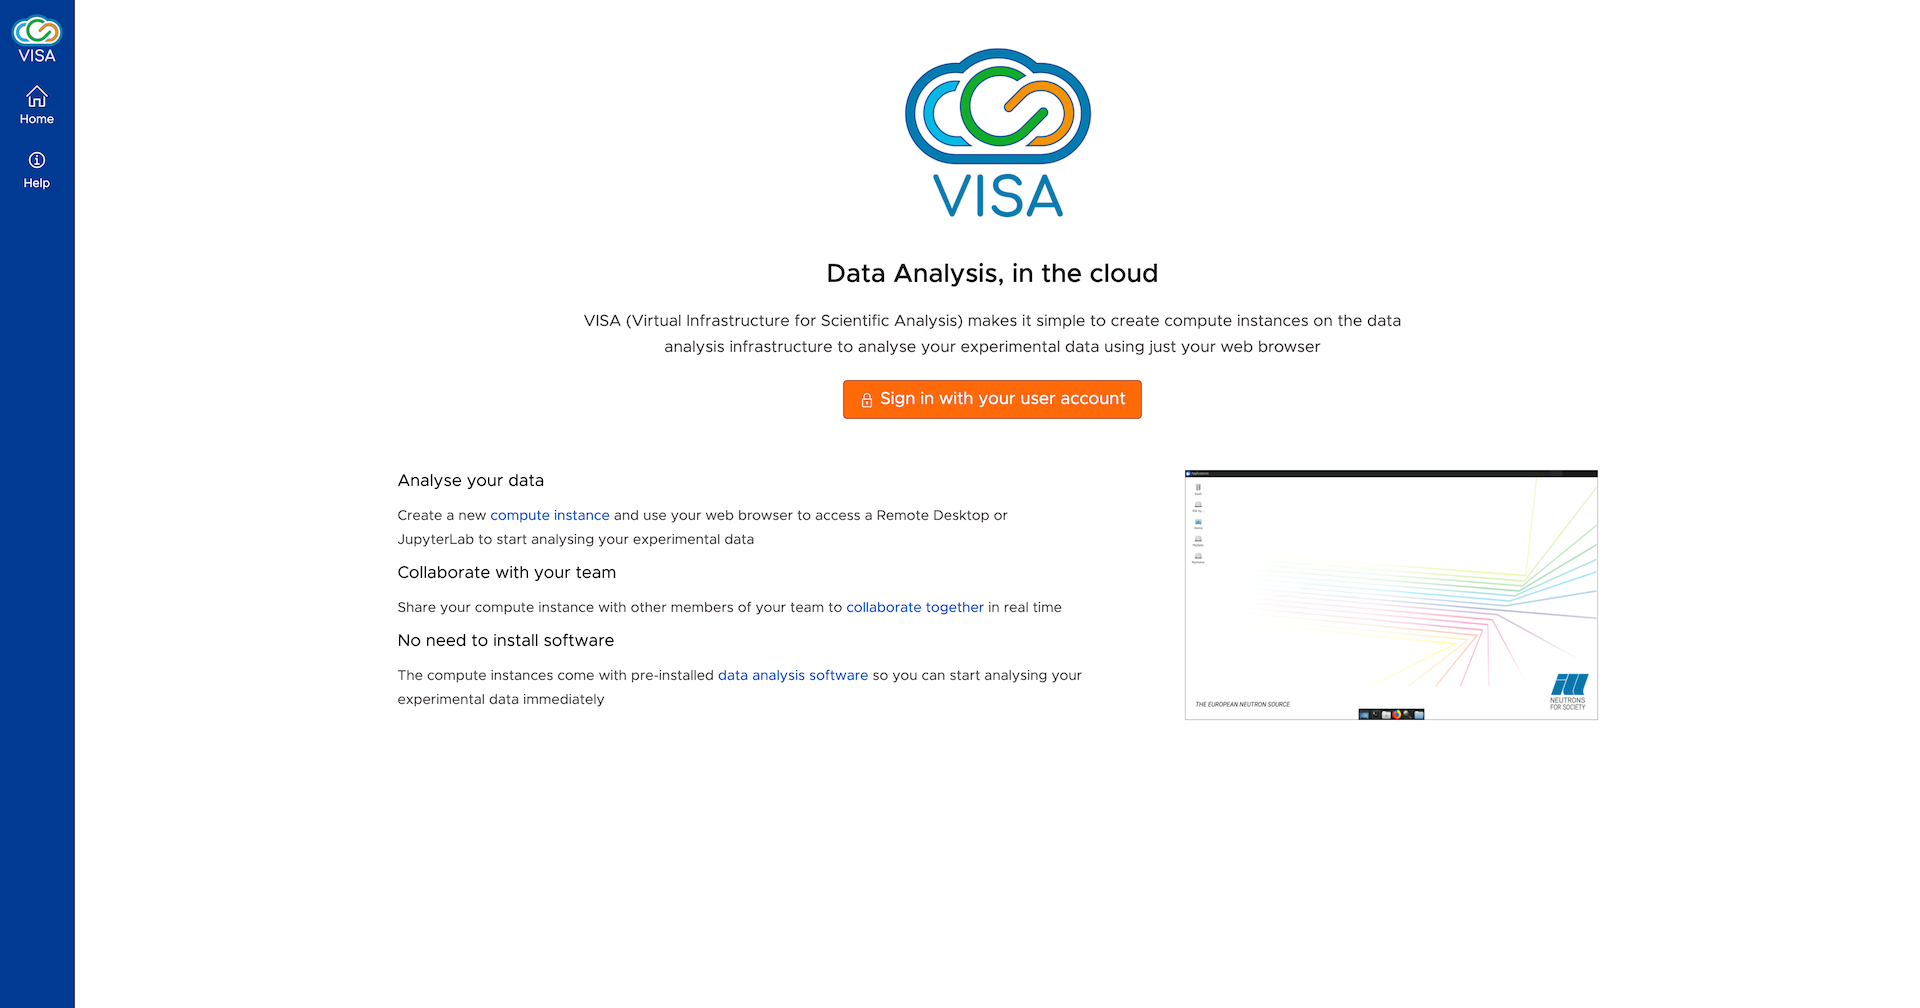 VISA
Home
Help
VISA
Data Analysis, in the cloud
VISA (Virtual Infrastructure for Scientific Analysis) makes it simple to create compute instances on the data
analysis infrastructure to analyse your experimental data using just your web browser
Sign in with your user account
Analyse your data
Create a new compute instance and use your web browser to access a Remote Desktop or
JupyterLab to start analysing your experimental data
Collaborate with your team
Share your compute instance with other members of your team to collaborate together in real time
No need to install software
The compute instances come with pre-installed data analysis software so you can start analysing your
experimental data immediately
Applications
Trash
Home
THE EUROPEAN NEUTRON SOURCE
ill
NEUTRONS
FOR SOCIETY